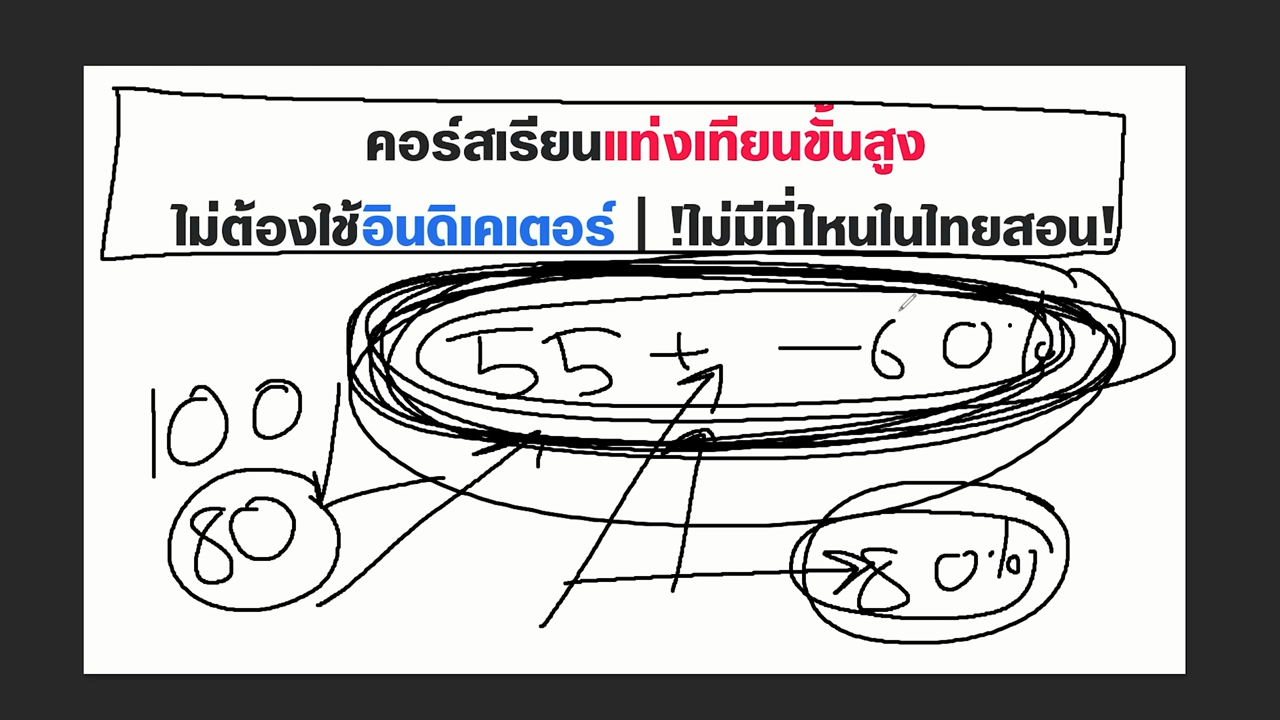 คอร์สเรียนแท่งเทียนขั้นสูง
ไม่ต้องใช้อินดิเคเตอร์ | !ไม่มีที่ไหนในไทยสอน!
55 + — 60%
100
80
80%